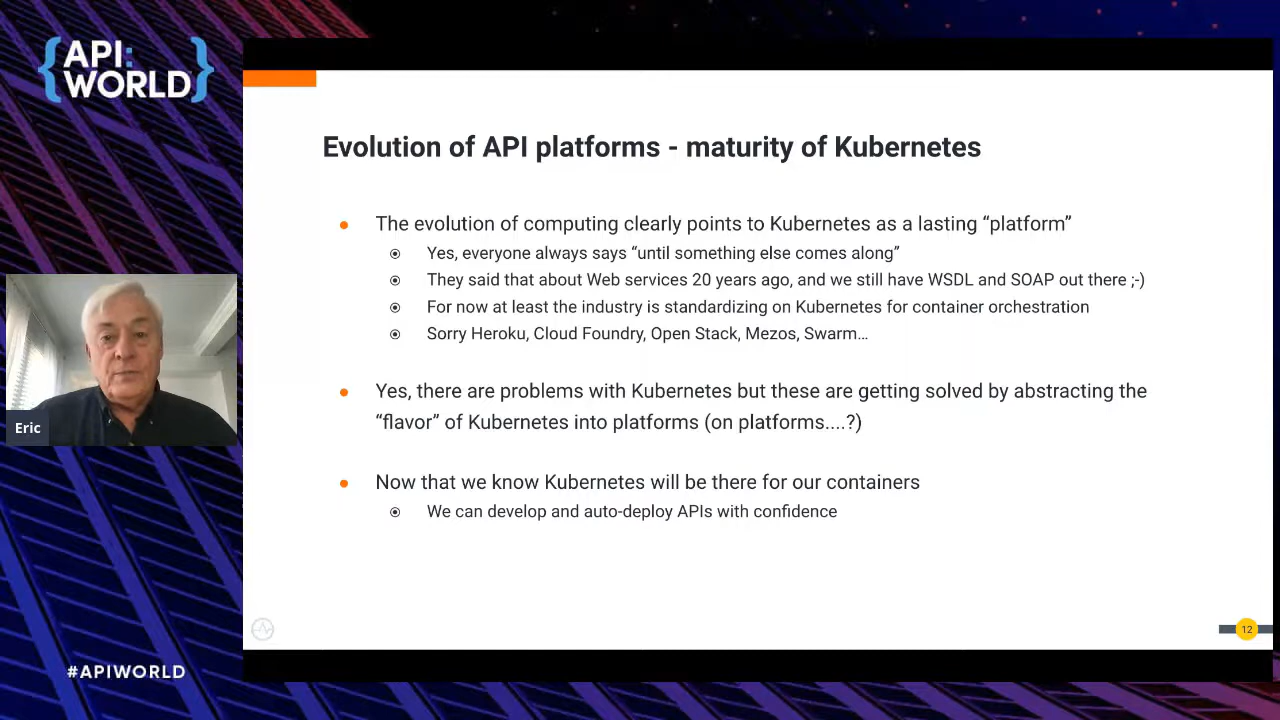 {API:
WORLD}
Evolution of API platforms - maturity of Kubernetes
● The evolution of computing clearly points to Kubernetes as a lasting “platform”
Yes, everyone always says “until something else comes along”
They said that about Web services 20 years ago, and we still have WSDL and SOAP out there ;-)
For now at least the industry is standardizing on Kubernetes for container orchestration
Sorry Heroku, Cloud Foundry, Open Stack, Mezos, Swarm…
● Yes, there are problems with Kubernetes but these are getting solved by abstracting the
“flavor” of Kubernetes into platforms (on platforms....?)
● Now that we know Kubernetes will be there for our containers
We can develop and auto-deploy APIs with confidence
Eric
12
#APIWORLD